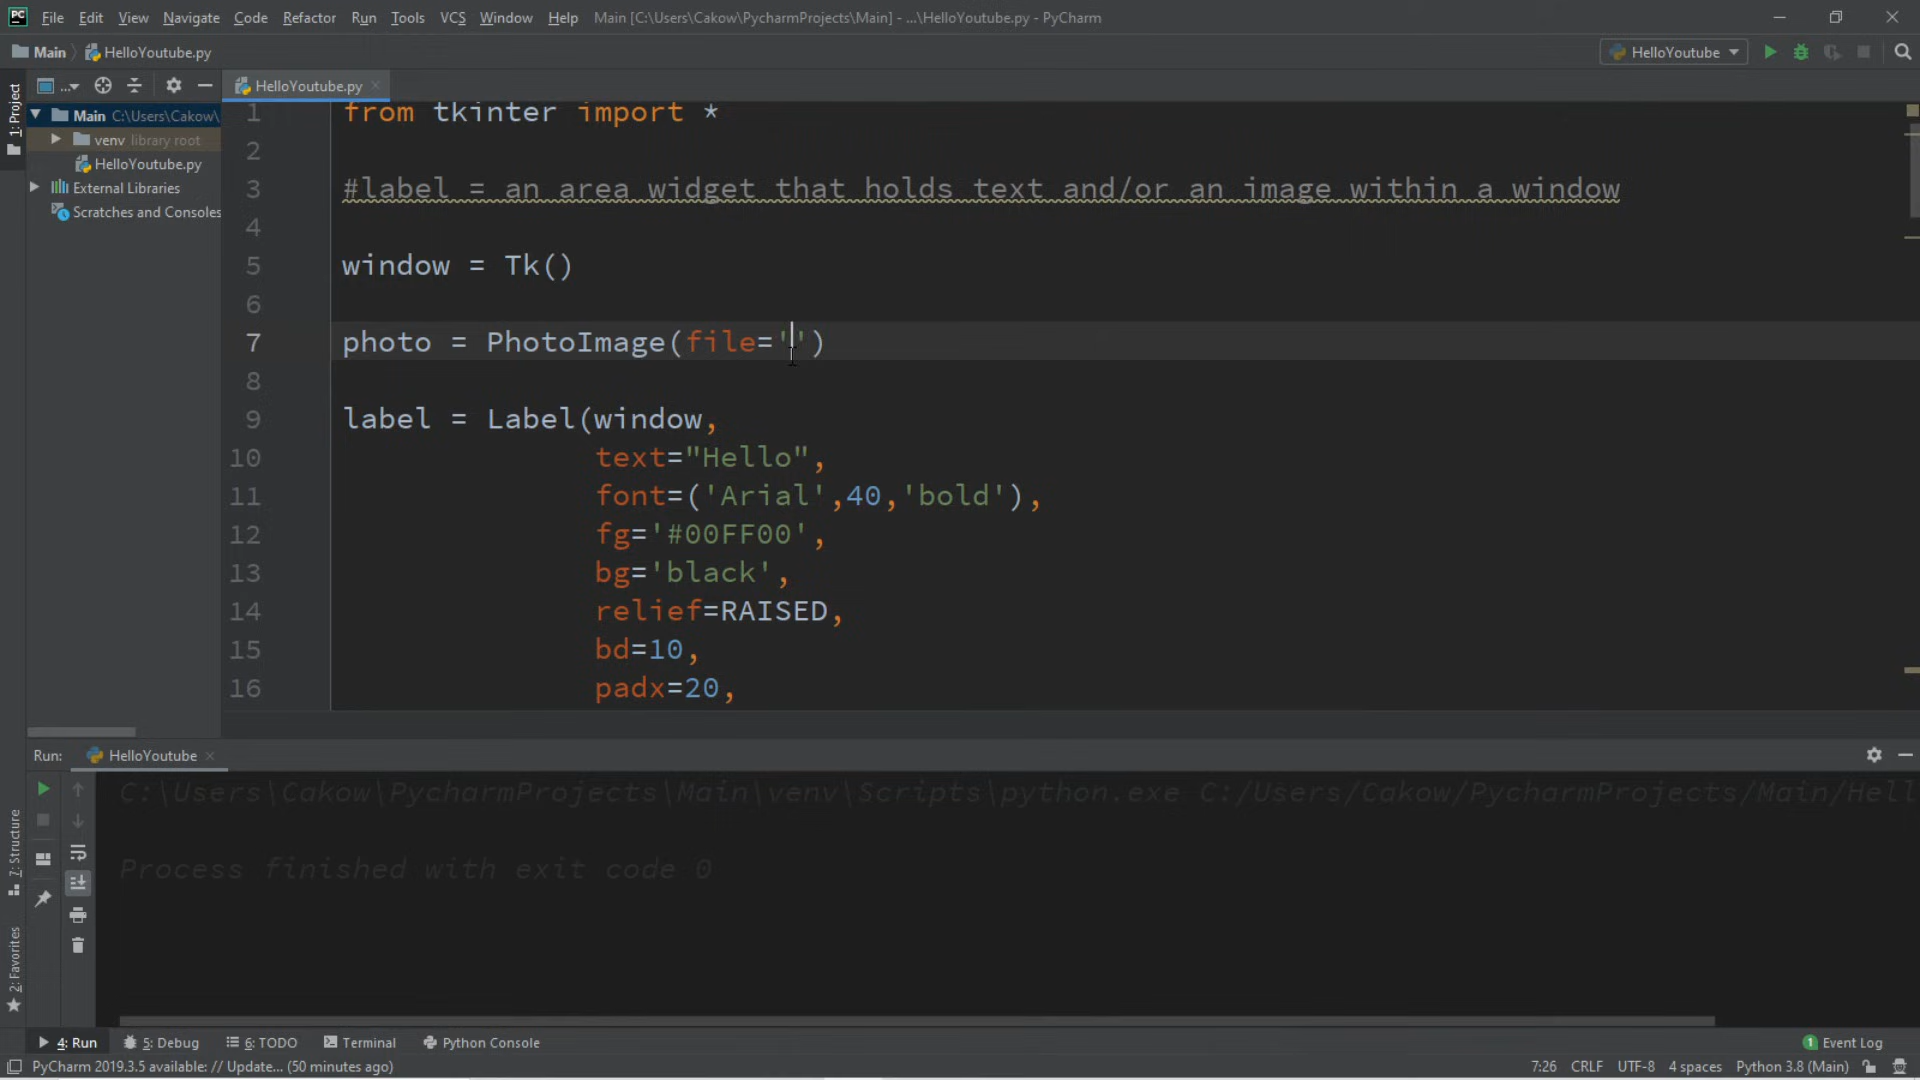 PC File Edit View Navigate Code Refactor Run Tools VCS Window Help Main [C:\Users\Cakow\PycharmProjects\Main] - ...\HelloYoutube.py - PyCharm
Main HelloYoutube.py HelloYoutube
... HelloYoutube.py
1: Project
Main C:\Users\Cakow\
venv library root
HelloYoutube.py
External Libraries
Scratches and Consoles
1 from tkinter import *
2
3 #label = an area widget that holds text and/or an image within a window
4
5 window = Tk()
6
7 photo = PhotoImage(file='')
8
9 label = Label(window,
10 text="Hello",
11 font=('Arial',40,'bold'),
12 fg='#00FF00',
13 bg='black',
14 relief=RAISED,
15 bd=10,
16 padx=20,
Run: HelloYoutube
C:\Users\Cakow\PycharmProjects\Main\venv\Scripts\python.exe C:/Users/Cakow/PycharmProjects/Main/Hell
Process finished with exit code 0
7: Structure
2: Favorites
4: Run 5: Debug 6: TODO Terminal Python Console 1 Event Log
PyCharm 2019.3.5 available: // Update... (50 minutes ago) 7:26 CRLF UTF-8 4 spaces Python 3.8 (Main)